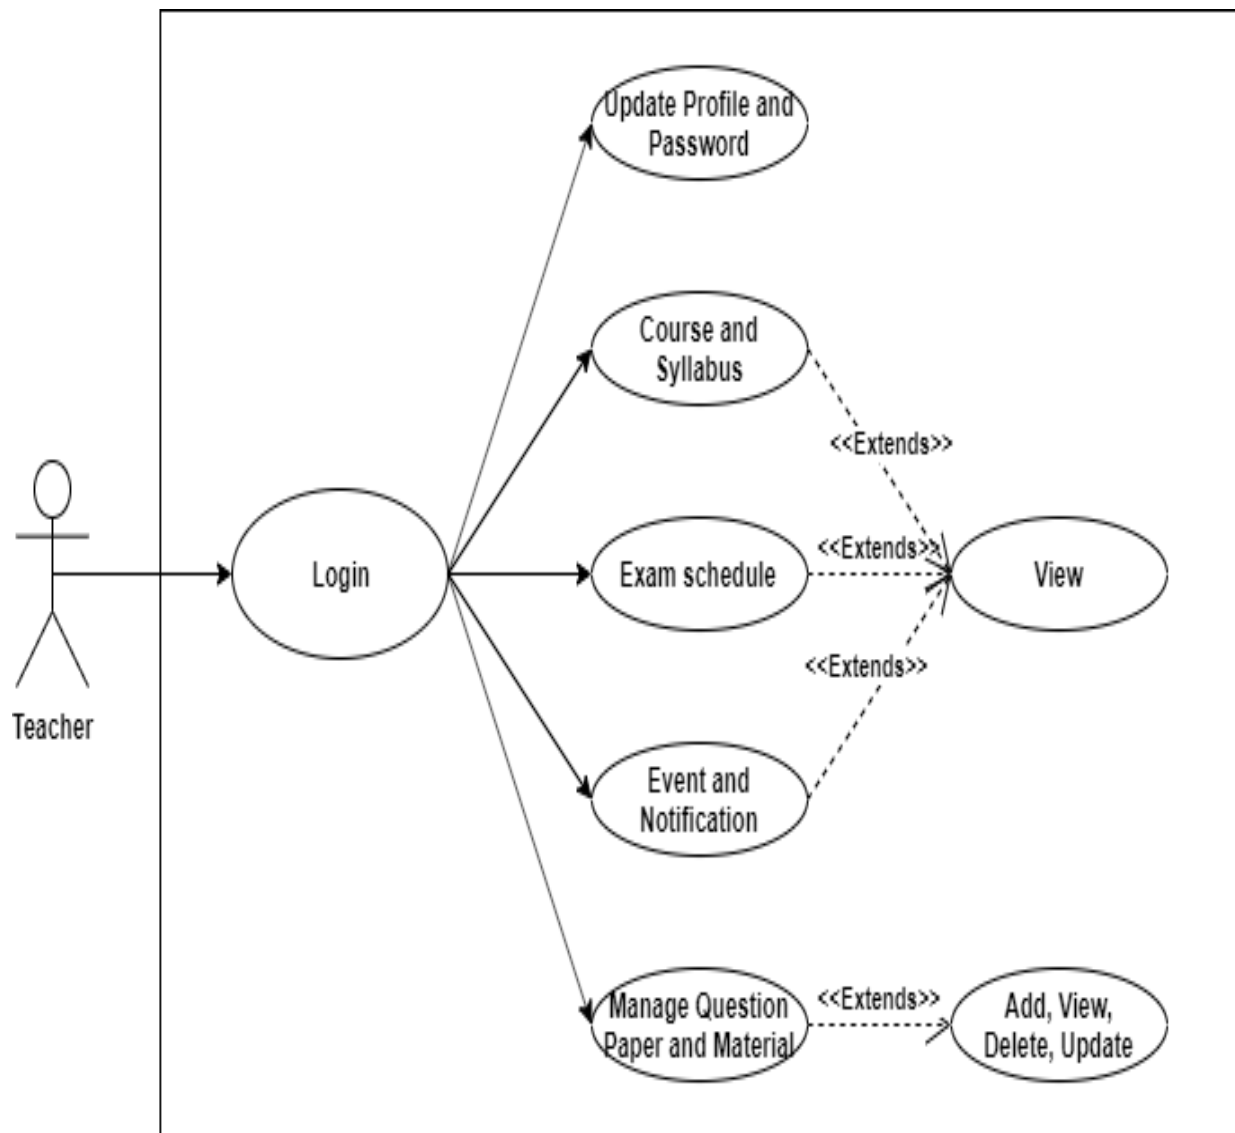 Update Profile and
Password
Course and
Syllabus
<<Extends>>
Login
Exam schedule
<<Extends>>
View
<<Extends>>
Teacher
Event and
Notification
Manage Question
Paper and Material
<<Extends>>
Add, View,
Delete, Update